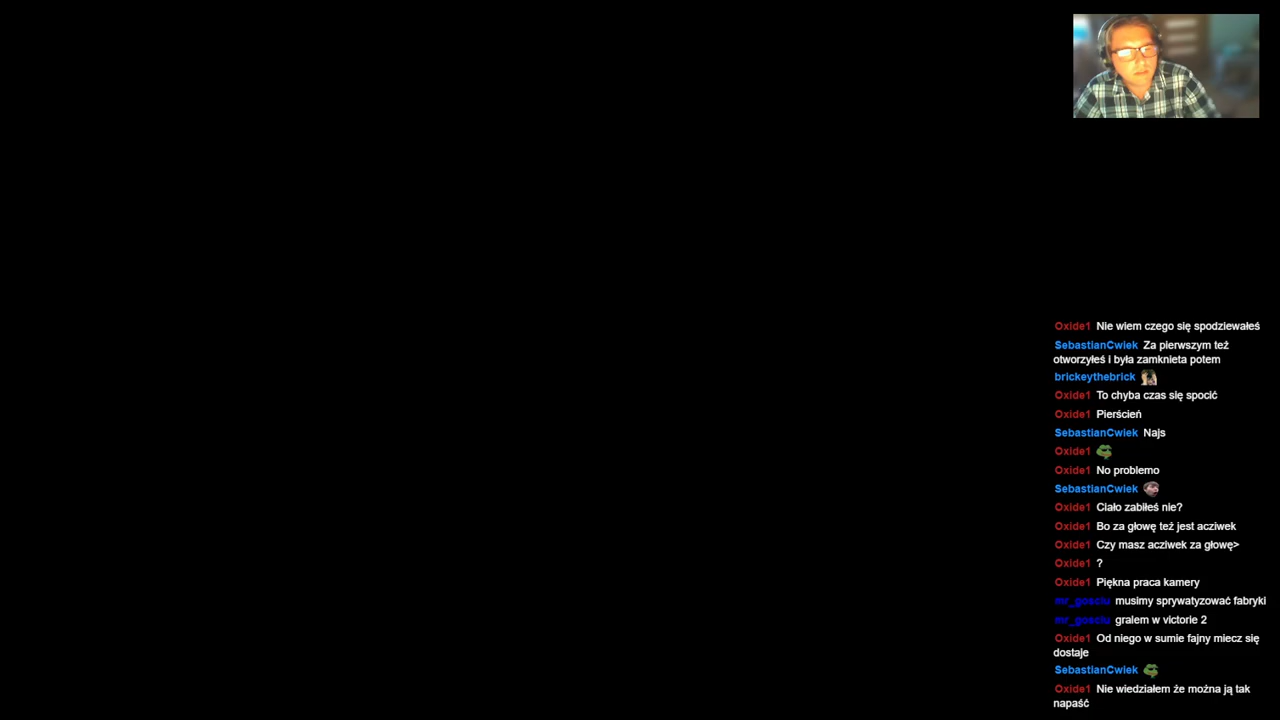 Oxide1 Nie wiem czego się spodziewałeś
SebastianCwiek Za pierwszym też
otworzyłeś i była zamknieta potem
brickeythebrick
Oxide1 To chyba czas się spocić
Oxide1 Pierścień
SebastianCwiek Najs
Oxide1
Oxide1 No problemo
SebastianCwiek
Oxide1 Ciało zabiłeś nie?
Oxide1 Bo za głowę też jest acziwek
Oxide1 Czy masz acziwek za głowę>
Oxide1 ?
Oxide1 Piękna praca kamery
mr_gosciu musimy sprywatyzować fabryki
mr_gosciu gralem w victorie 2
Oxide1 Od niego w sumie fajny miecz się
dostaje
SebastianCwiek
Oxide1 Nie wiedziałem że można ją tak
napaść